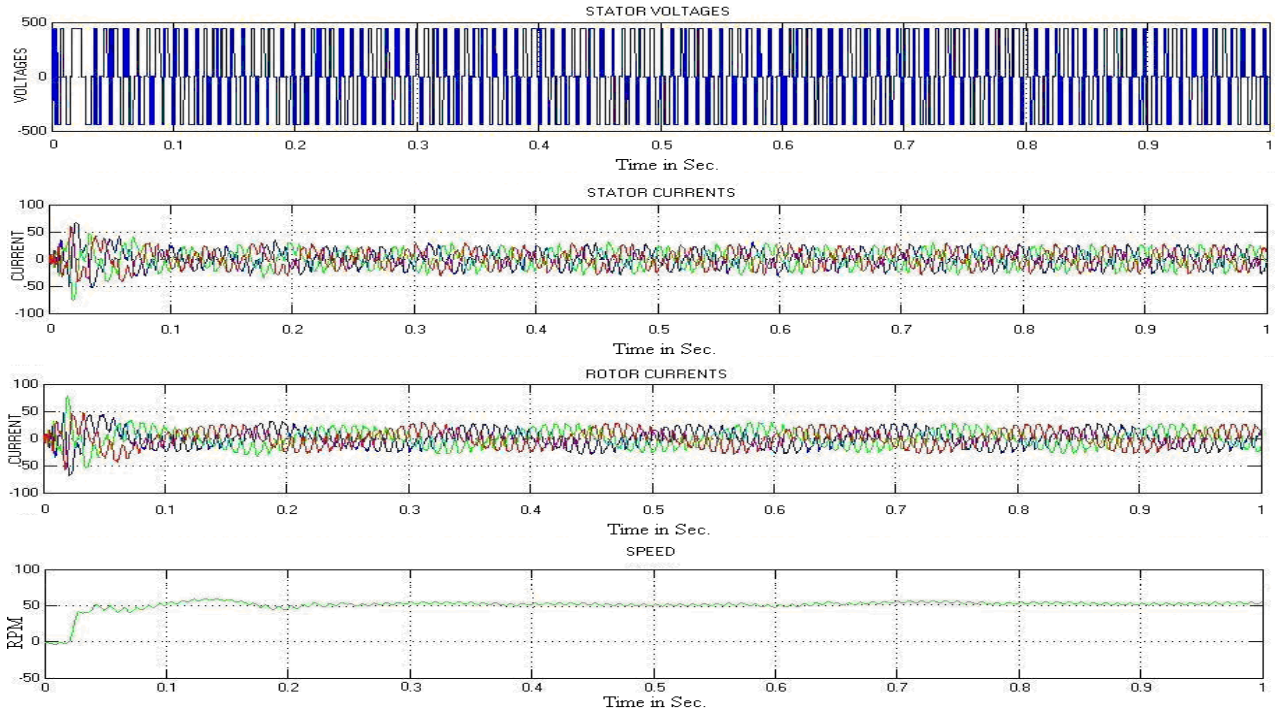 STATOR VOLTAGES
VOLTAGES
500
0
-500
0 0.1 0.2 0.3 0.4 0.5 0.6 0.7 0.8 0.9 1
Time in Sec.
STATOR CURRENTS
CURRENT
100
50
0
-50
-100
0 0.1 0.2 0.3 0.4 0.5 0.6 0.7 0.8 0.9 1
Time in Sec.
ROTOR CURRENTS
CURRENT
100
50
0
-50
-100
0 0.1 0.2 0.3 0.4 0.5 0.6 0.7 0.8 0.9 1
Time in Sec.
SPEED
RPM
100
50
0
-50
0 0.1 0.2 0.3 0.4 0.5 0.6 0.7 0.8 0.9 1
Time in Sec.